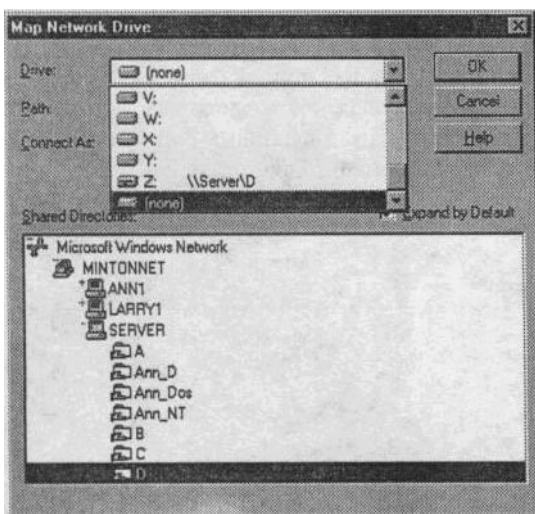 Map Network Drive
Drive:
(none)
OK
V:
Cancel
Path:
W:
Help
Connect As:
X:
Y:
Z: \\Server\D
(none)
Shared Directories:
Expand by Default
Microsoft Windows Network
MINTONNET
ANN1
LARRY1
SERVER
A
Ann_D
Ann_Dos
Ann_NT
B
C
D